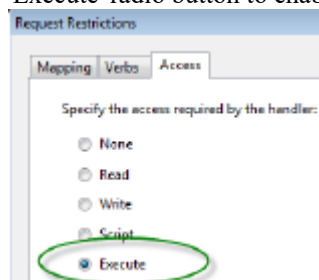 'Execute' radio button to enab
Request Restrictions
Mapping Verbs Access
Specify the access required by the handler:
None
Read
Write
Script
Execute